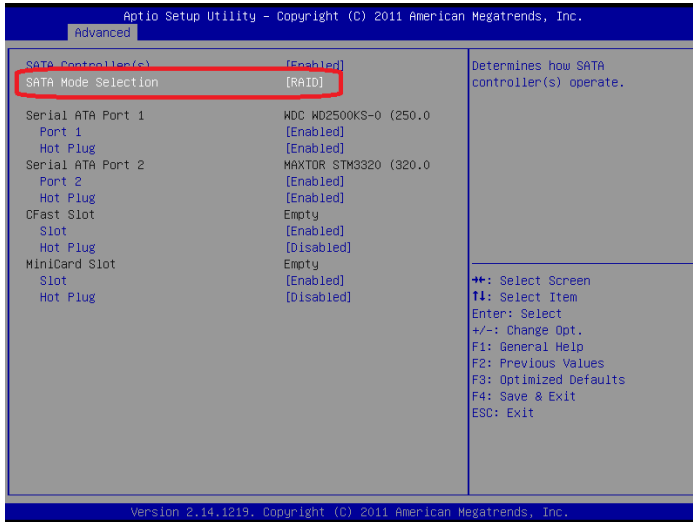 Aptio Setup Utility – Copyright (C) 2011 American Megatrends, Inc.
Advanced
SATA Controller(s) [Enabled]
SATA Mode Selection [RAID]
Serial ATA Port 1 WDC WD2500KS-0 (250.0
Port 1 [Enabled]
Hot Plug [Enabled]
Serial ATA Port 2 MAXTOR STM3320 (320.0
Port 2 [Enabled]
Hot Plug [Enabled]
CFast Slot Empty
Slot [Enabled]
Hot Plug [Disabled]
MiniCard Slot Empty
Slot [Enabled]
Hot Plug [Disabled]
Determines how SATA
controller(s) operate.
→←: Select Screen
↑↓: Select Item
Enter: Select
+/-: Change Opt.
F1: General Help
F2: Previous Values
F3: Optimized Defaults
F4: Save & Exit
ESC: Exit
Version 2.14.1219. Copyright (C) 2011 American Megatrends, Inc.